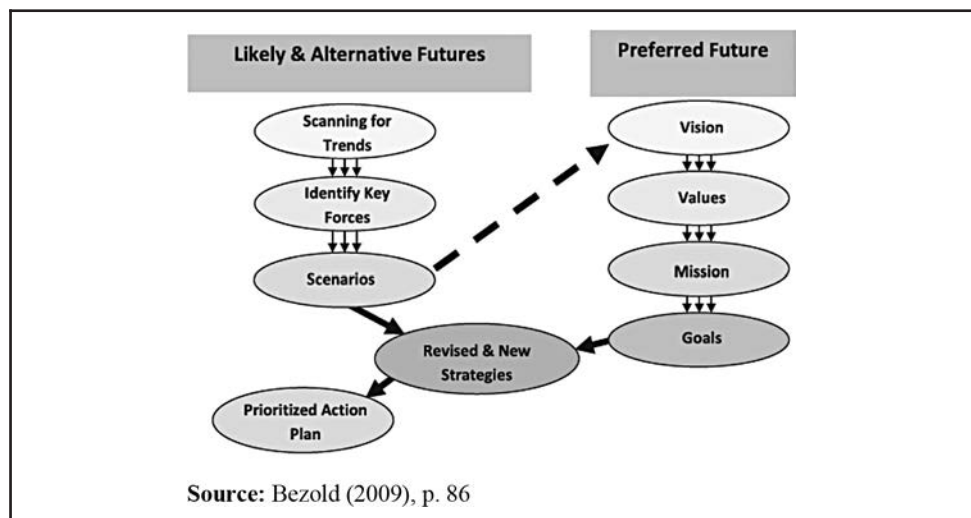 Likely & Alternative Futures
Scanning for
Trends
Identify Key
Forces
Scenarios
Preferred Future
Vision
Values
Mission
Goals
Revised & New
Strategies
Prioritized Action
Plan
Source: Bezold (2009), p. 86